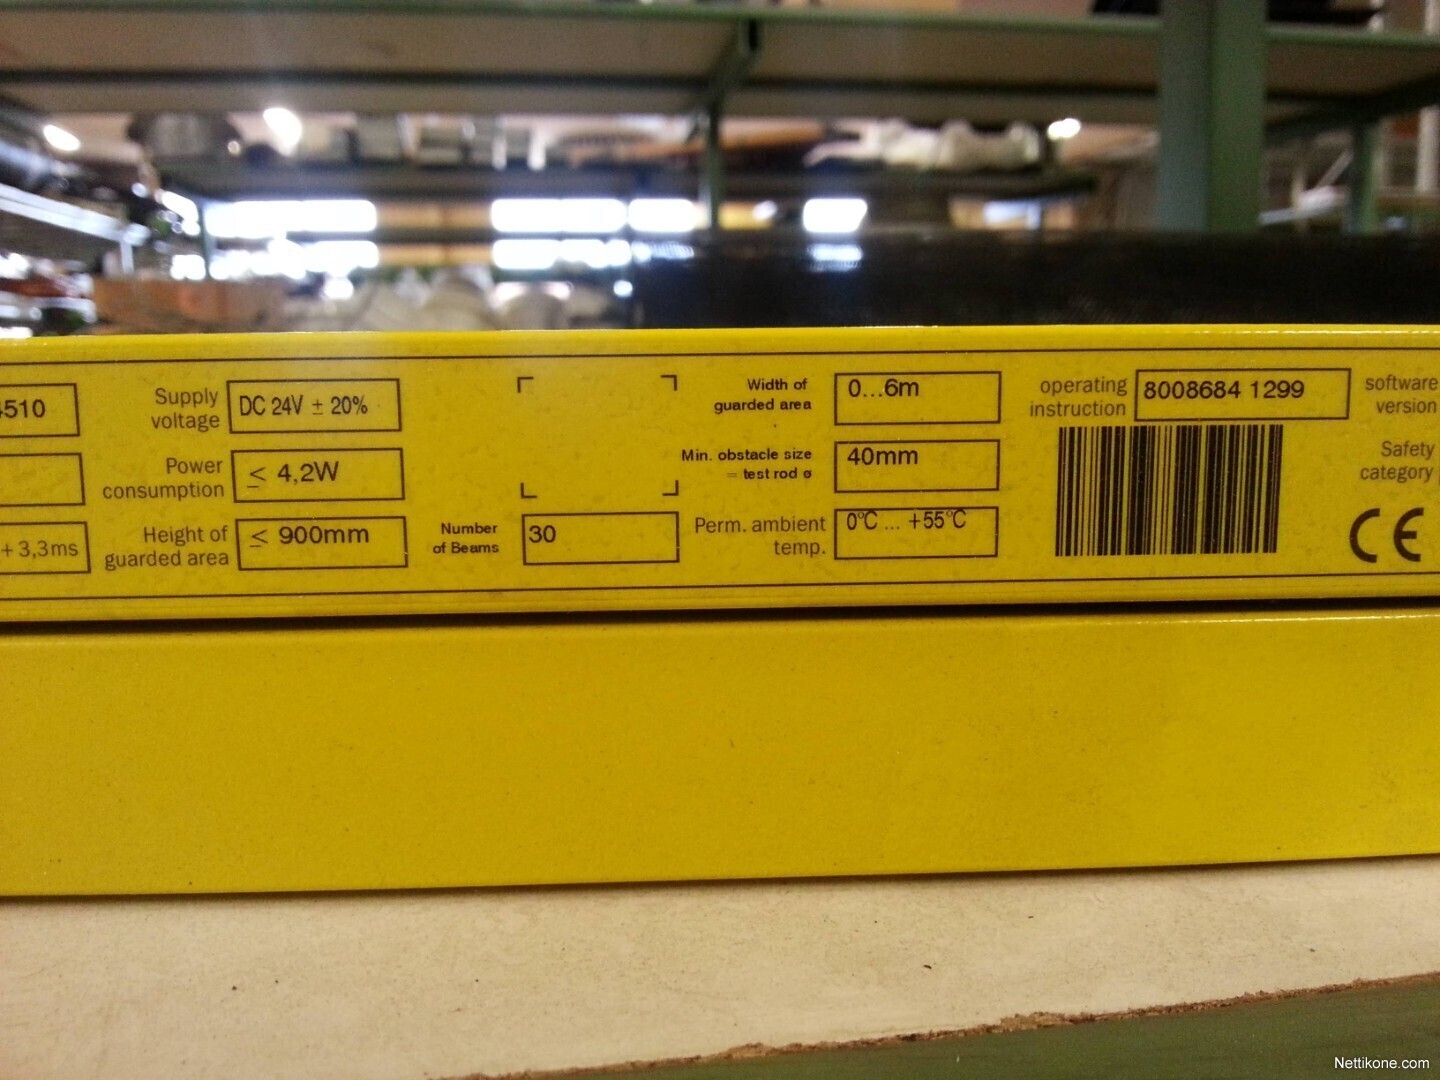 4510
Supply
voltage
DC 24V ± 20%
Width of
guarded area
0...6m
operating
instruction
8008684 1299
software
version
Power
consumption
≤ 4,2W
Min. obstacle size
= test rod ø
40mm
Safety
category
+ 3,3ms
Height of
guarded area
≤ 900mm
Number
of Beams
30
Perm. ambient
temp.
0°C ... +55°C
CE
Nettikone.com